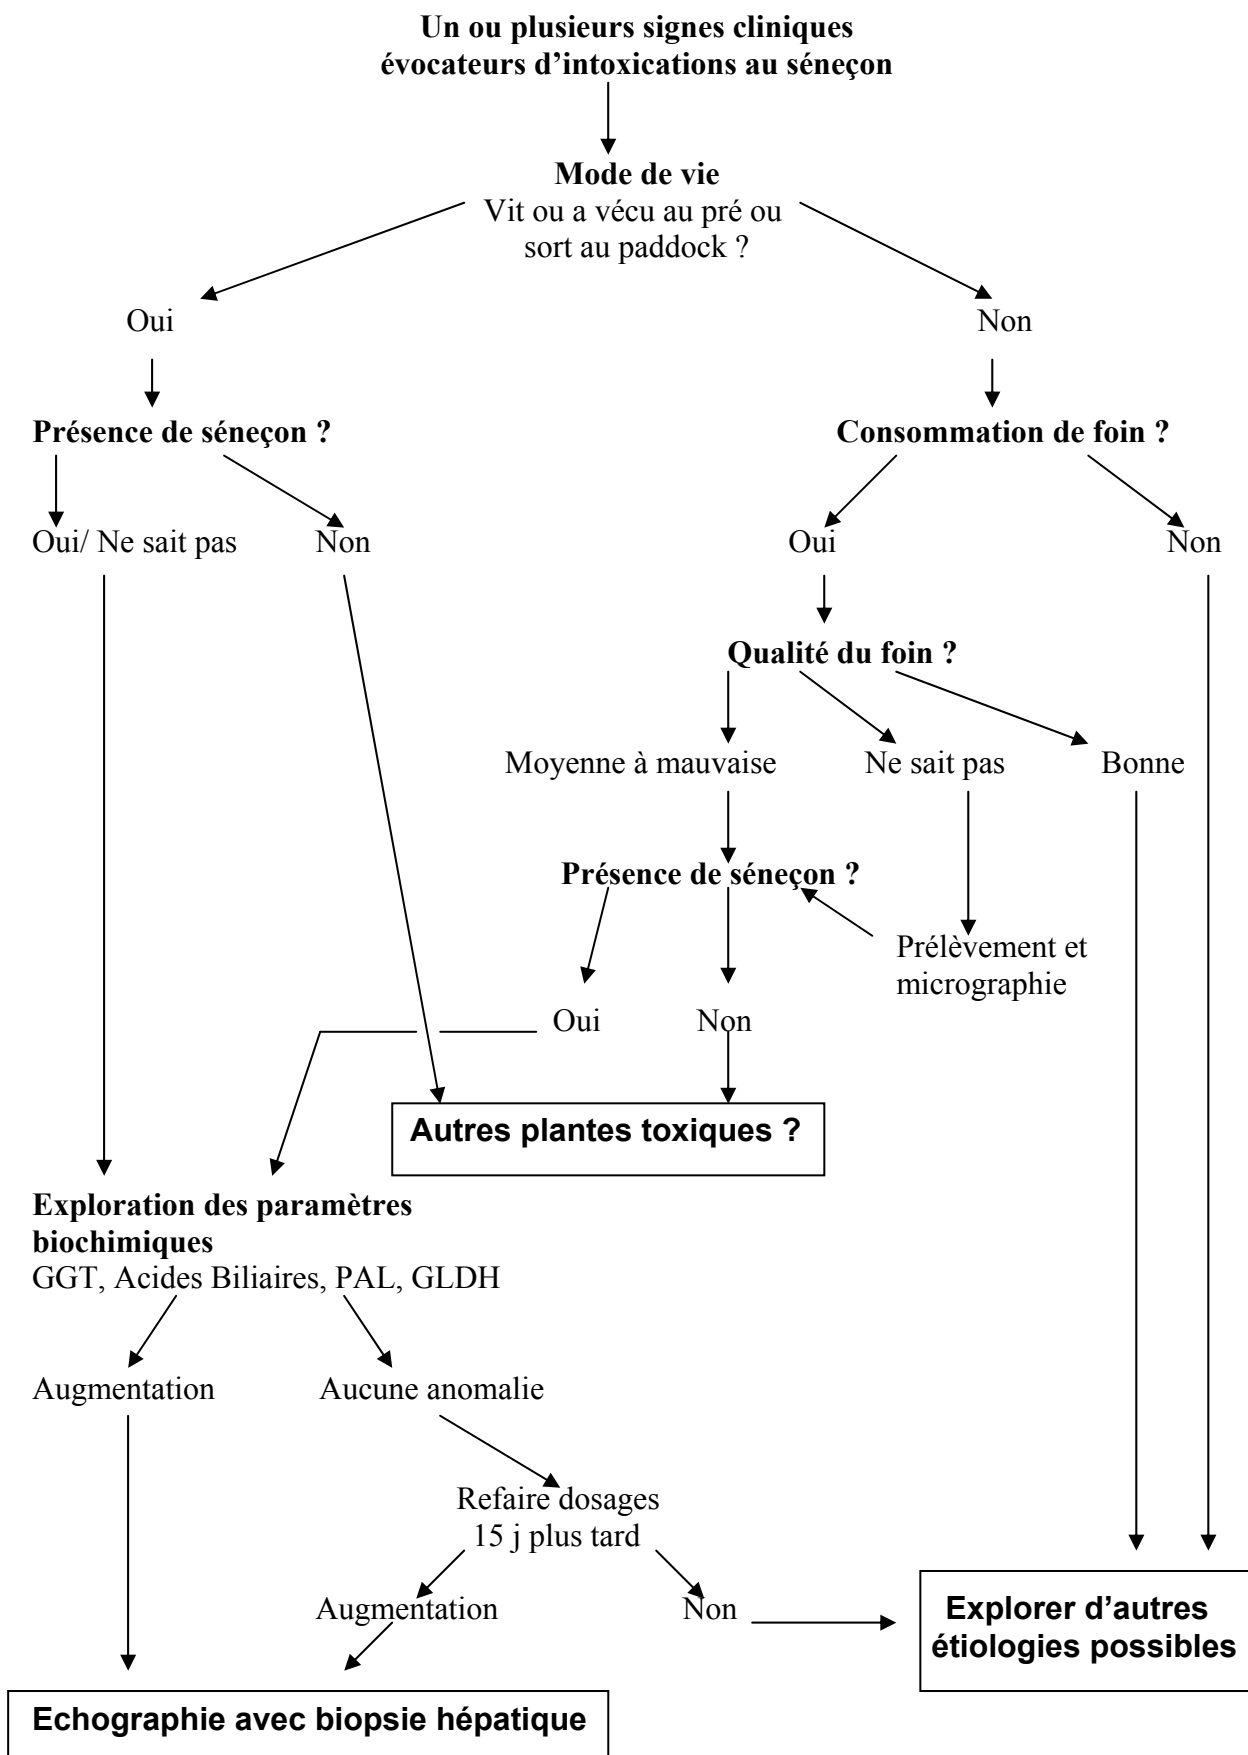 Un ou plusieurs signes cliniques
évocateurs d’intoxications au séneçon
Mode de vie
Vit ou a vécu au pré ou
sort au paddock ?
Oui
Non
Présence de séneçon ?
Consommation de foin ?
Oui/ Ne sait pas
Non
Oui
Non
Qualité du foin ?
Moyenne à mauvaise
Ne sait pas
Bonne
Présence de séneçon ?
Prélèvement et
micrographie
Oui
Non
Autres plantes toxiques ?
Exploration des paramètres
biochimiques
GGT, Acides Biliaires, PAL, GLDH
Augmentation
Aucune anomalie
Refaire dosages
15 j plus tard
Augmentation
Non
Explorer d’autres
étiologies possibles
Echographie avec biopsie hépatique